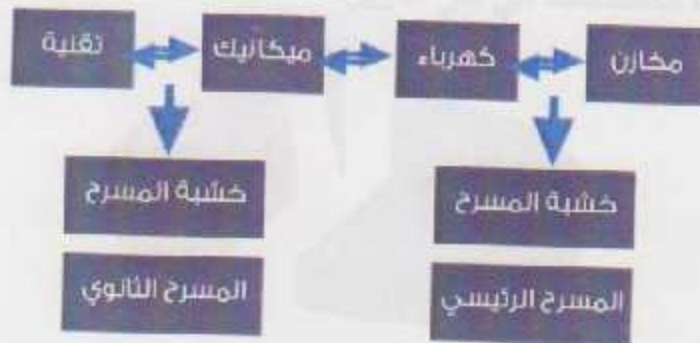 مخازن
كهرباء
ميكانيك
تقنية
خشبة المسرح
خشبة المسرح
المسرح الرئيسي
المسرح الثانوي